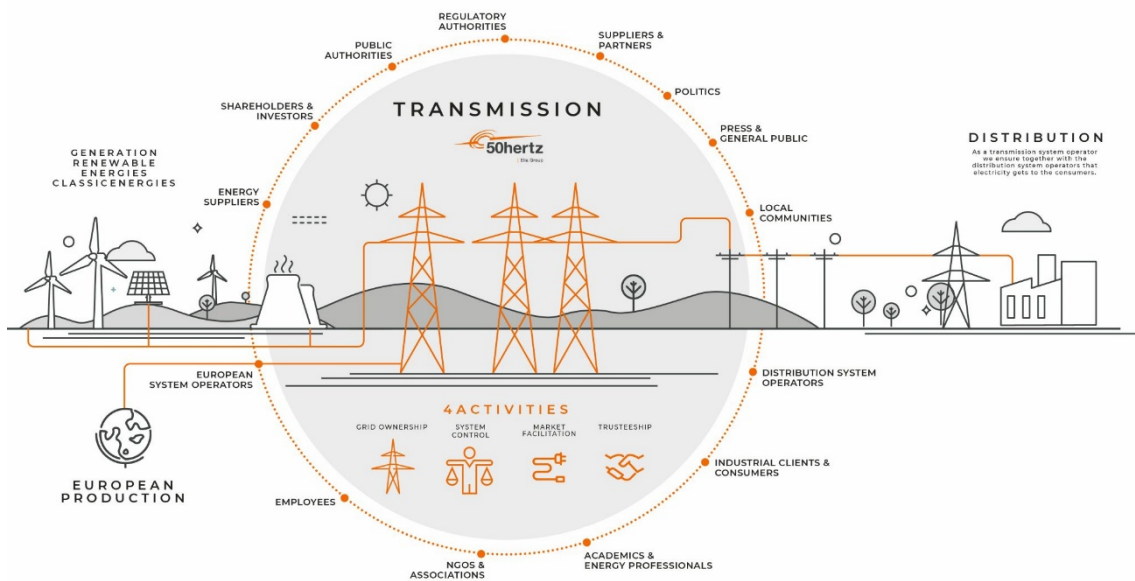 REGULATORY
AUTHORITIES
SUPPLIERS &
PARTNERS
PUBLIC
AUTHORITIES
POLITICS
SHAREHOLDERS &
INVESTORS
TRANSMISSION
50hertz
Elia Group
PRESS &
GENERAL PUBLIC
DISTRIBUTION
As a transmission system operator
we ensure together with the
distribution system operators that
electricity gets to the consumers.
GENERATION
RENEWABLE
ENERGIES
CLASSICENERGIES
ENERGY
SUPPLIERS
LOCAL
COMMUNITIES
EUROPEAN
SYSTEM OPERATORS
DISTRIBUTION SYSTEM
OPERATORS
4ACTIVITIES
GRID OWNERSHIP
SYSTEM
CONTROL
MARKET
FACILITATION
TRUSTEESHIP
EUROPEAN
PRODUCTION
INDUSTRIAL CLIENTS &
CONSUMERS
EMPLOYEES
NGOS &
ASSOCIATIONS
ACADEMICS &
ENERGY PROFESSIONALS